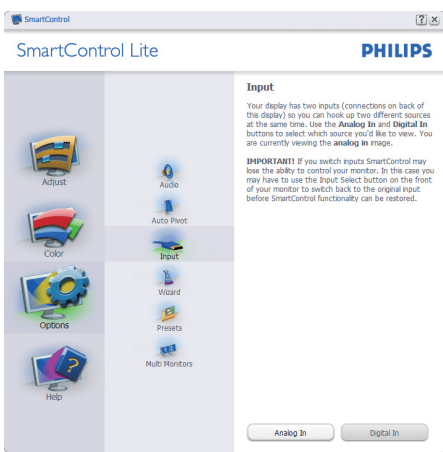 SmartControl
SmartControl Lite
PHILIPS
Adjust
Color
Options
Help
Audio
Auto Pivot
Input
Wizard
Presets
Multi Monitors
Input
Your display has two inputs (connections on back of
this display) so you can hook up two different sources
at the same time. Use the Analog In and Digital In
buttons to select which source you'd like to view. You
are currently viewing the analog in image.
IMPORTANT! If you switch inputs SmartControl may
lose the ability to control your monitor. In this case you
may have to use the Input Select button on the front
of your monitor to switch back to the original input
before SmartControl functionality can be restored.
Analog In
Digital In